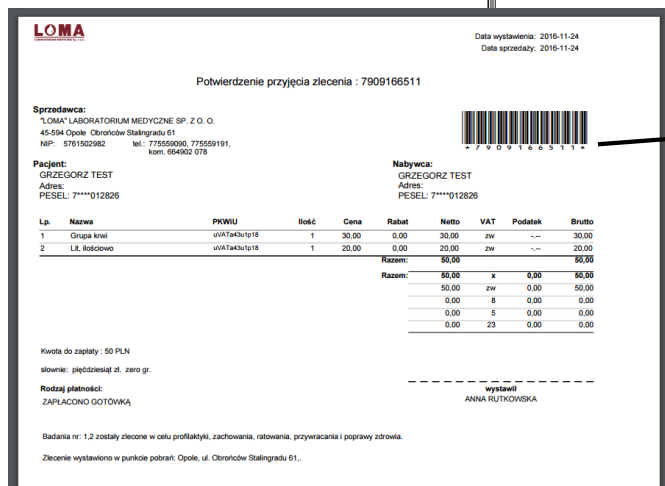 LOMA
Data wystawienia: 2016-11-24
Data sprzedaży: 2016-11-24
Potwierdzenie przyjęcia zlecenia : 7909166511
Sprzedawca:
"LOMA" LABORATORIUM MEDYCZNE SP. Z O. O.
45-594 Opole Obrońców Stalingradu 61
NIP: 5761502982 tel.: 775559090, 775559191,
kom. 664902 078
*7909166511*
Pacjent:
GRZEGORZ TEST
Adres:
PESEL: 7****012826
Nabywca:
GRZEGORZ TEST
Adres:
PESEL: 7****012826
Lp. Nazwa PKWiU Ilość Cena Rabat Netto VAT Podatek Brutto
1 Grupa krwi uVATa43u1p18 1 30,00 0,00 30,00 zw -.-- 30,00
2 Lit, ilościowo uVATa43u1p18 1 20,00 0,00 20,00 zw -.-- 20,00
Razem: 50,00 50,00
Razem: 50,00 x 0,00 50,00
50,00 zw 0,00 50,00
0,00 8 0,00 0,00
0,00 5 0,00 0,00
0,00 23 0,00 0,00
Kwota do zapłaty : 50 PLN
słownie: pięćdziesiąt zł. zero gr.
Rodzaj płatności:
ZAPŁACONO GOTÓWKĄ
wystawił
ANNA RUTKOWSKA
Badania nr: 1,2 zostały zlecone w celu profilaktyki, zachowania, ratowania, przywracania i poprawy zdrowia.
Zlecenie wystawiono w punkcie pobrań: Opole, ul. Obrońców Stalingradu 61,.